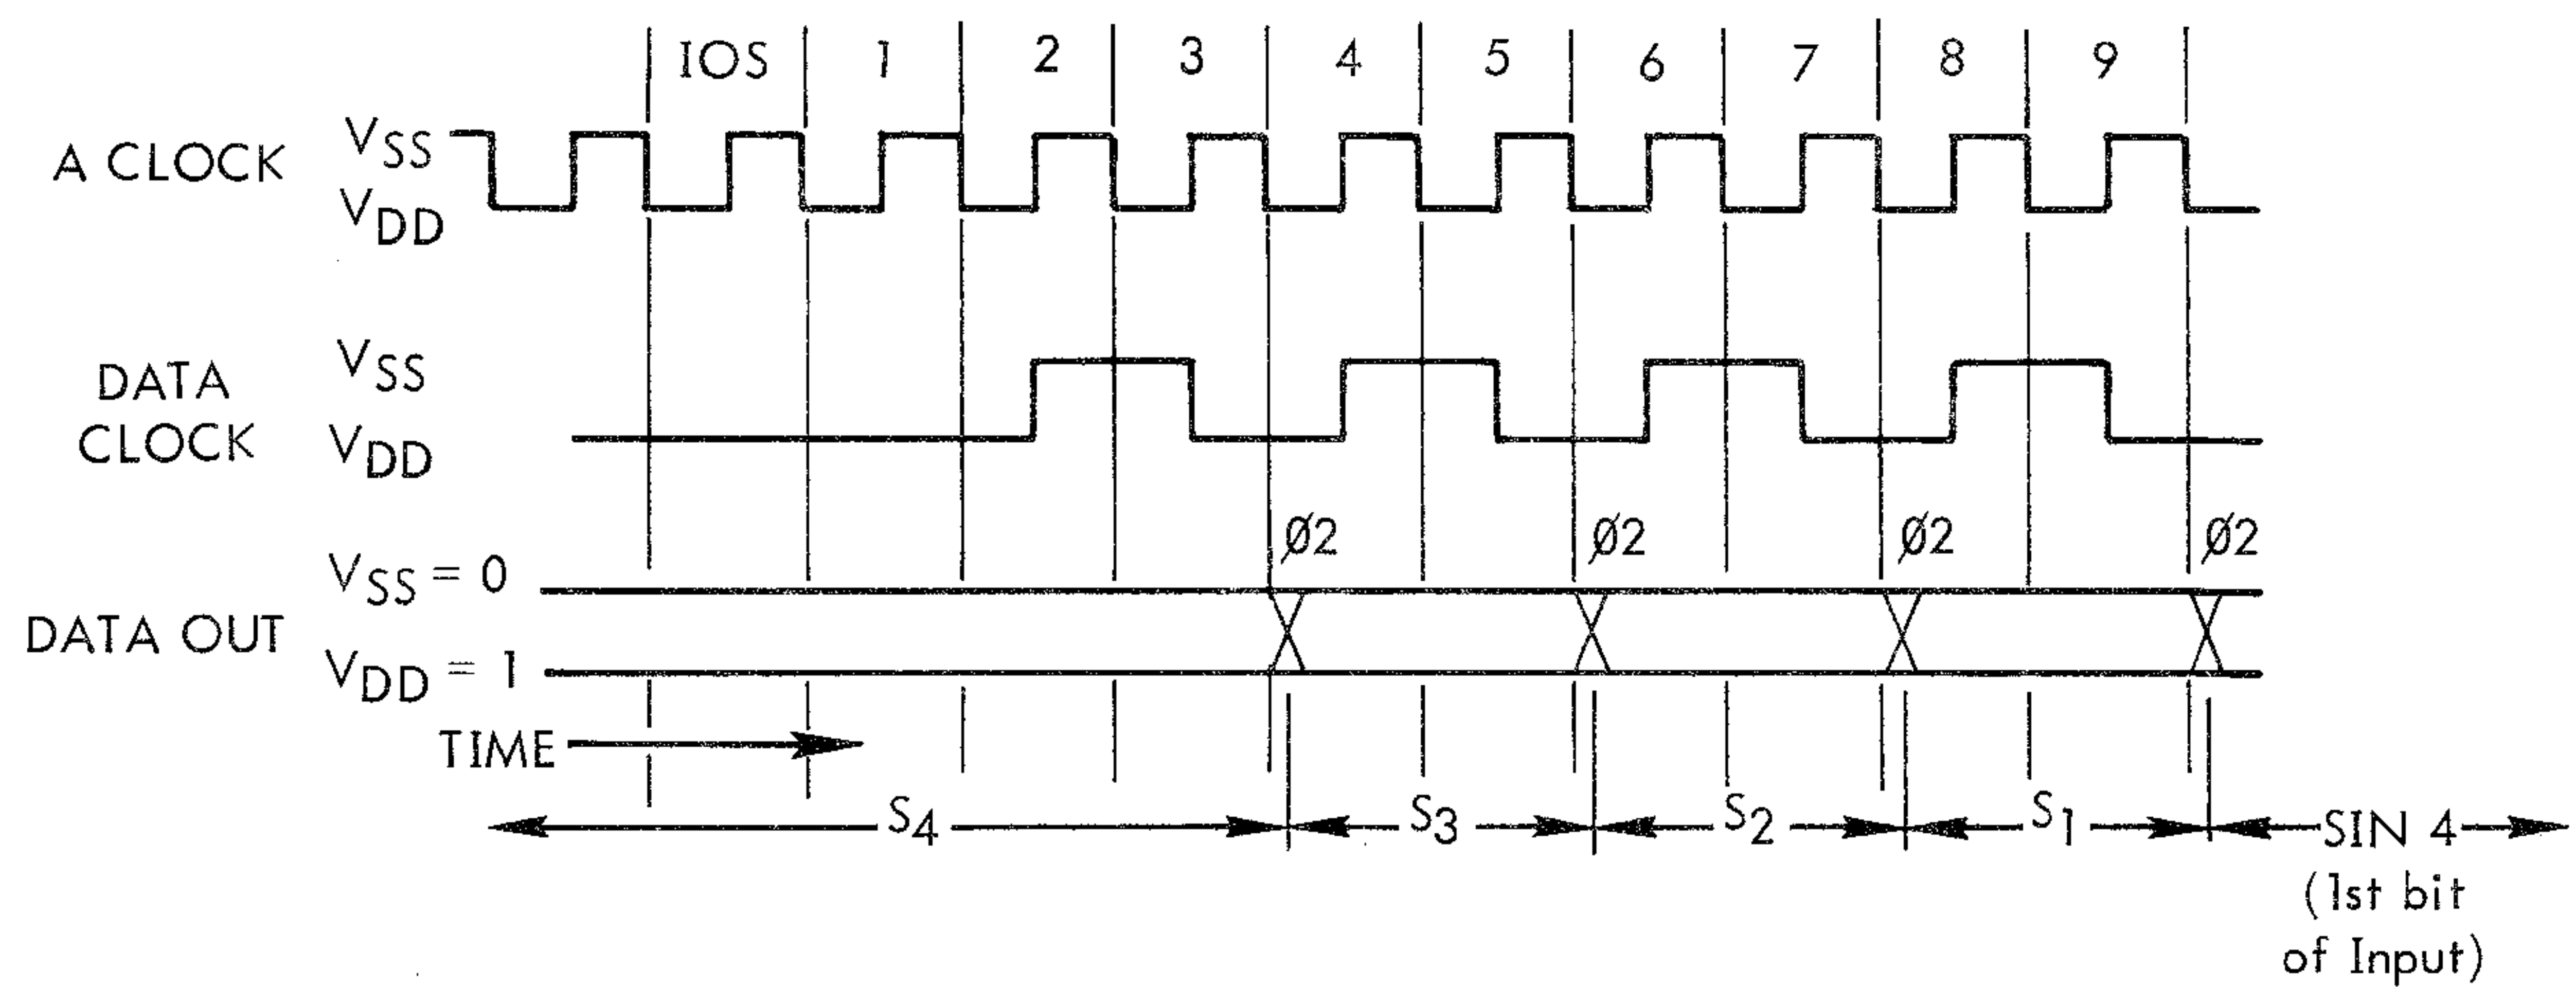 IOS 1 2 3 4 5 6 7 8 9
A CLOCK
VSS
VDD
DATA
CLOCK
VSS
VDD
Ø2 Ø2 Ø2 Ø2
DATA OUT
VSS = 0
VDD = 1
TIME
S4 S3 S2 S1 SIN 4
(1st bit
of Input)